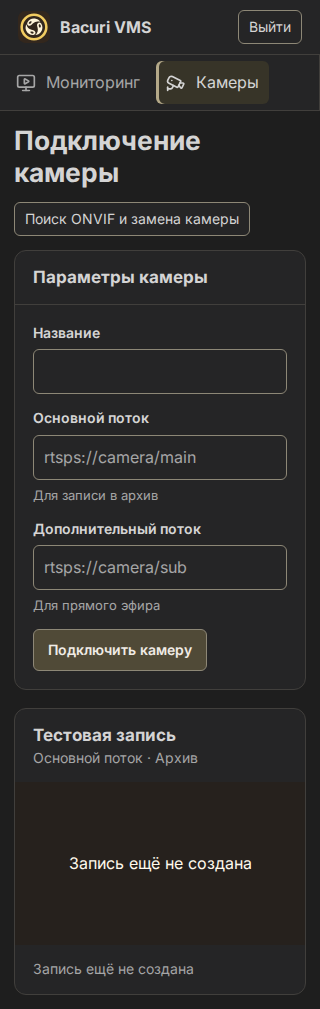 Bacuri VMS
Выйти
Мониторинг
Камеры
Подключение
камеры
Поиск ONVIF и замена камеры
Параметры камеры
Название
Основной поток
rtsps://camera/main
Для записи в архив
Дополнительный поток
rtsps://camera/sub
Для прямого эфира
Подключить камеру
Тестовая запись
Основной поток · Архив
Запись ещё не создана
Запись ещё не создана